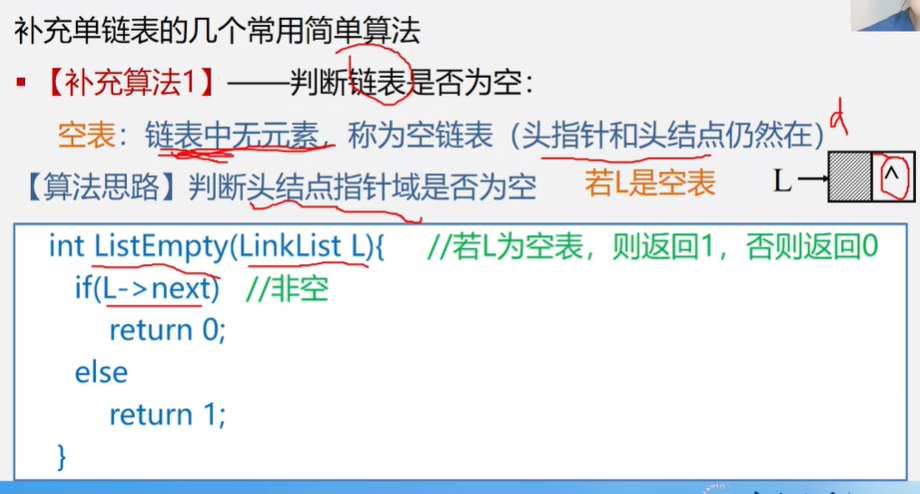 补充单链表的几个常用简单算法
▪ 【补充算法1】——判断链表是否为空：
空表：链表中无元素，称为空链表（头指针和头结点仍然在）
【算法思路】判断头结点指针域是否为空 若L是空表 L ^
int ListEmpty(LinkList L){ //若L为空表，则返回1，否则返回0
if(L->next) //非空
return 0;
else
return 1;
}